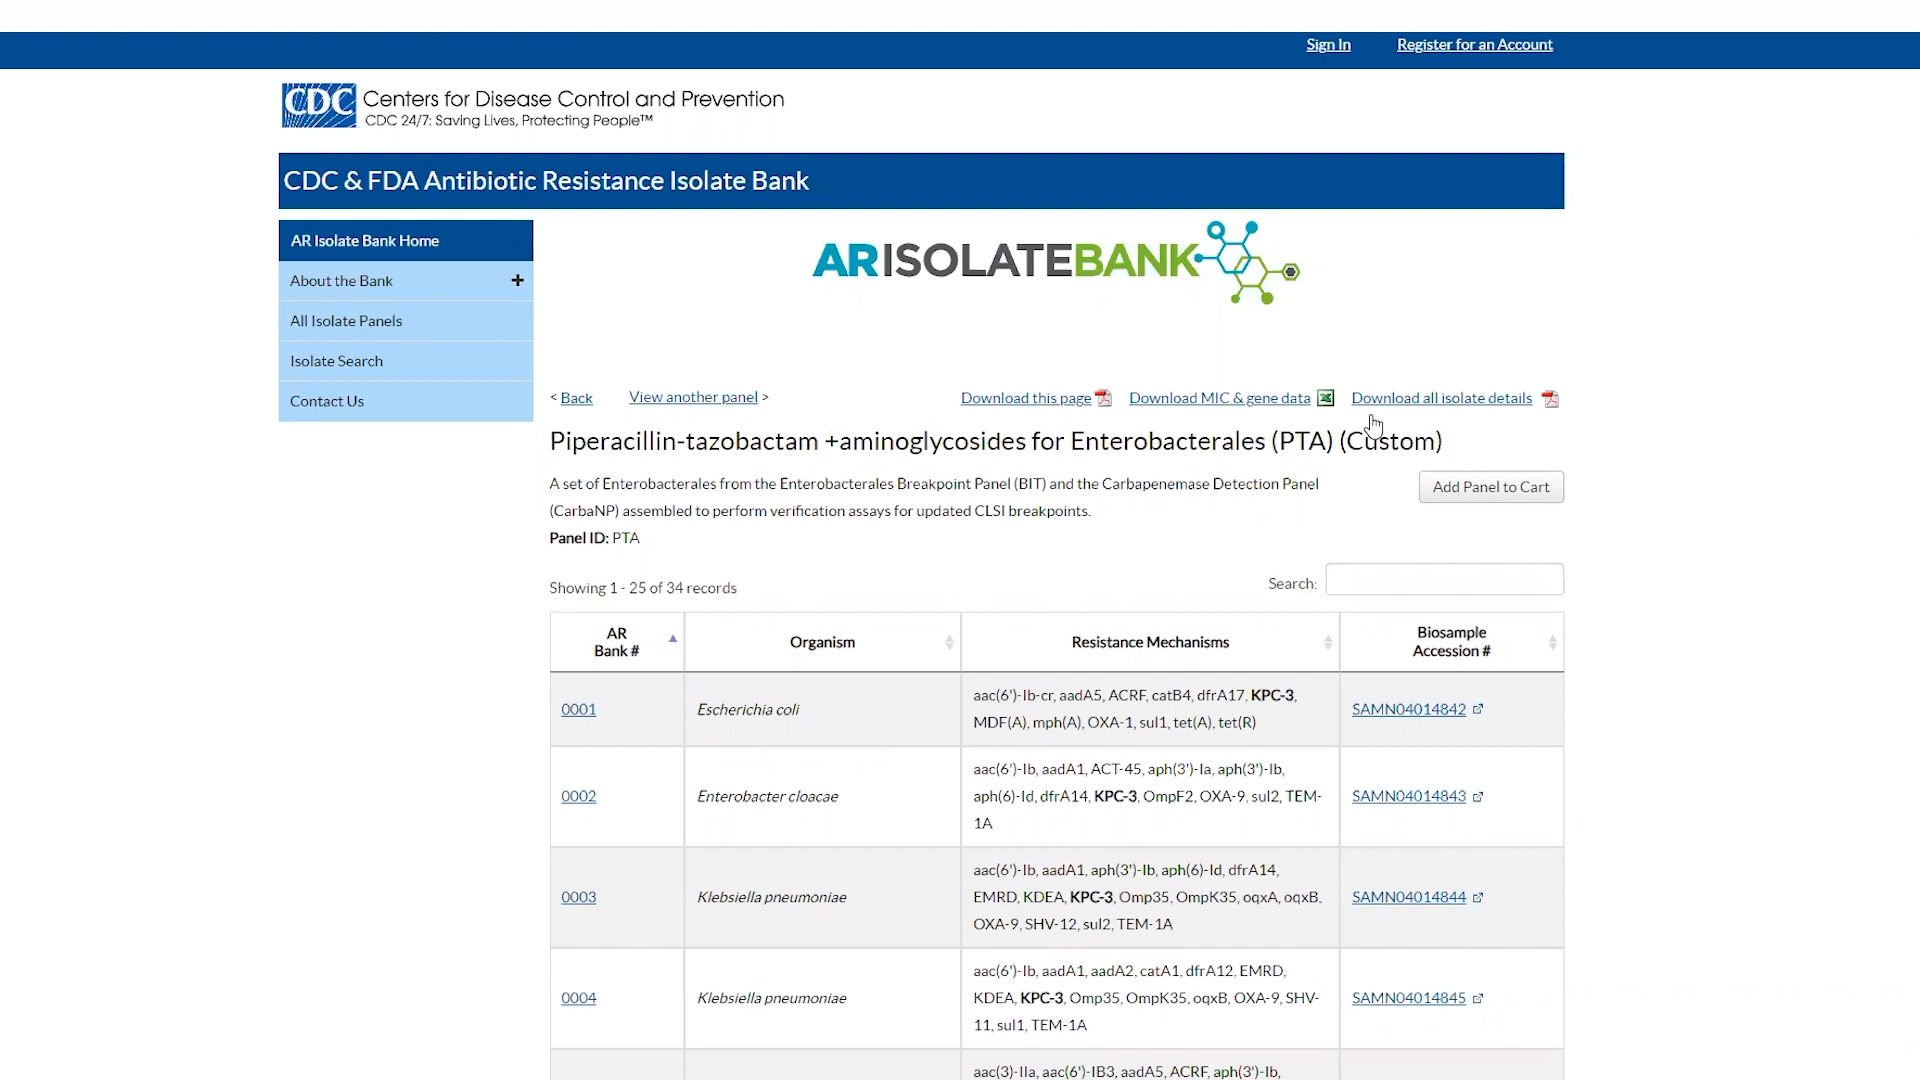 Sign In Register for an Account
CDC Centers for Disease Control and Prevention
CDC 24/7: Saving Lives, Protecting People™
CDC & FDA Antibiotic Resistance Isolate Bank
AR Isolate Bank Home
About the Bank +
All Isolate Panels
Isolate Search
Contact Us
ARISOLATEBANK
< Back View another panel > Download this page Download MIC & gene data Download all isolate details
Piperacillin-tazobactam +aminoglycosides for Enterobacterales (PTA) (Custom)
A set of Enterobacterales from the Enterobacterales Breakpoint Panel (BIT) and the Carbapenemase Detection Panel
(CarbaNP) assembled to perform verification assays for updated CLSI breakpoints.
Add Panel to Cart
Panel ID: PTA
Showing 1 - 25 of 34 records
Search:
AR
Bank #
Organism
Resistance Mechanisms
Biosample
Accession #
0001
Escherichia coli
aac(6')-Ib-cr, aadA5, ACRF, catB4, dfrA17, KPC-3,
MDF(A), mph(A), OXA-1, sul1, tet(A), tet(R)
SAMN04014842
0002
Enterobacter cloacae
aac(6')-Ib, aadA1, ACT-45, aph(3')-Ia, aph(3')-Ib,
aph(6)-Id, dfrA14, KPC-3, OmpF2, OXA-9, sul2, TEM-
1A
SAMN04014843
0003
Klebsiella pneumoniae
aac(6')-Ib, aadA1, aph(3')-Ib, aph(6)-Id, dfrA14,
EMRD, KDEA, KPC-3, Omp35, OmpK35, oqxA, oqxB,
OXA-9, SHV-12, sul2, TEM-1A
SAMN04014844
0004
Klebsiella pneumoniae
aac(6')-Ib, aadA1, aadA2, catA1, dfrA12, EMRD,
KDEA, KPC-3, Omp35, OmpK35, oqxB, OXA-9, SHV-
11, sul1, TEM-1A
SAMN04014845
aac(3)-IIa, aac(6')-IB3, aadA5, ACRF, aph(3')-Ib,